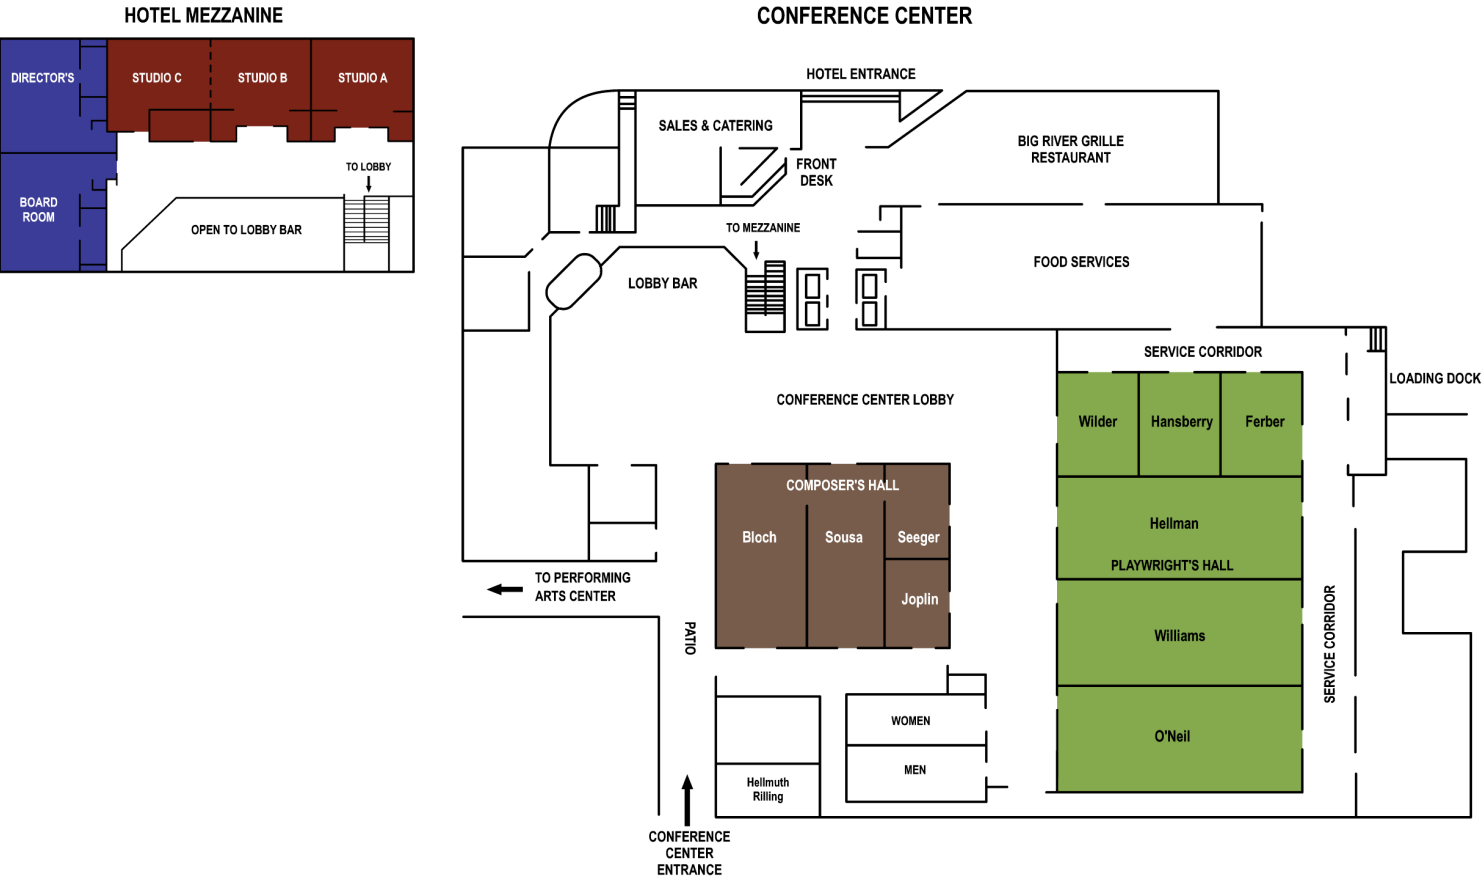 HOTEL MEZZANINE
CONFERENCE CENTER
DIRECTOR'S
STUDIO C
STUDIO B
STUDIO A
TO LOBBY
BOARD
ROOM
OPEN TO LOBBY BAR
HOTEL ENTRANCE
SALES & CATERING
FRONT
DESK
BIG RIVER GRILLE
RESTAURANT
TO MEZZANINE
FOOD SERVICES
LOBBY BAR
SERVICE CORRIDOR
LOADING DOCK
CONFERENCE CENTER LOBBY
Wilder
Hansberry
Ferber
COMPOSER'S HALL
Bloch
Sousa
Seeger
Joplin
Hellman
PLAYWRIGHT'S HALL
Williams
O'Neil
SERVICE CORRIDOR
TO PERFORMING
ARTS CENTER
PATIO
WOMEN
MEN
Hellmuth
Rilling
CONFERENCE
CENTER
ENTRANCE